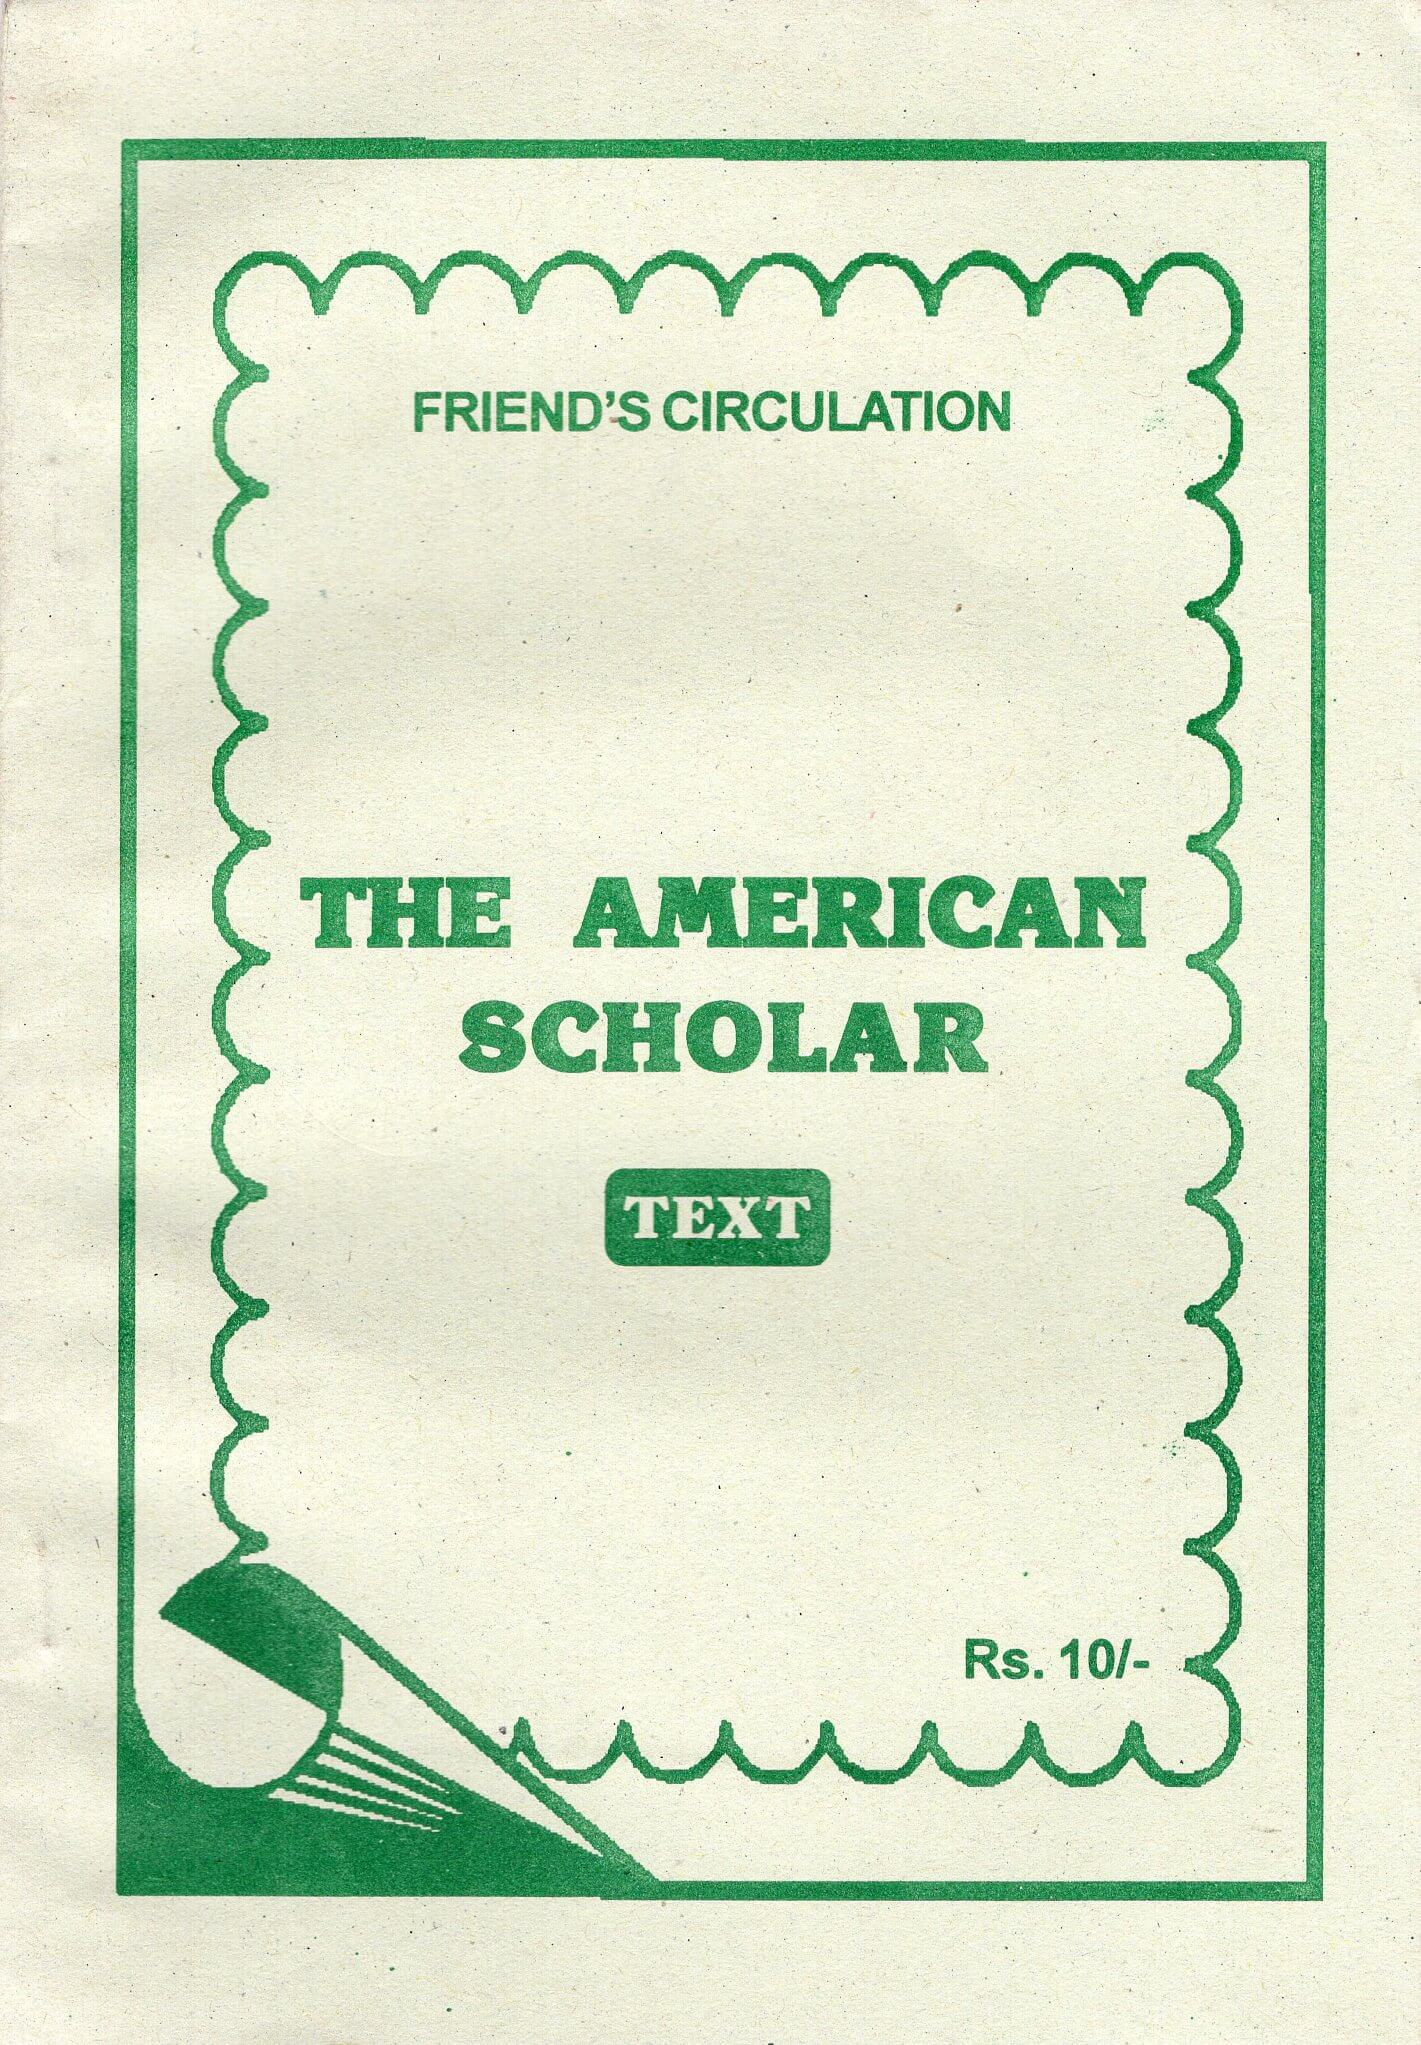 FRIEND'S CIRCULATION
THE AMERICAN
SCHOLAR
TEXT
Rs. 10/-